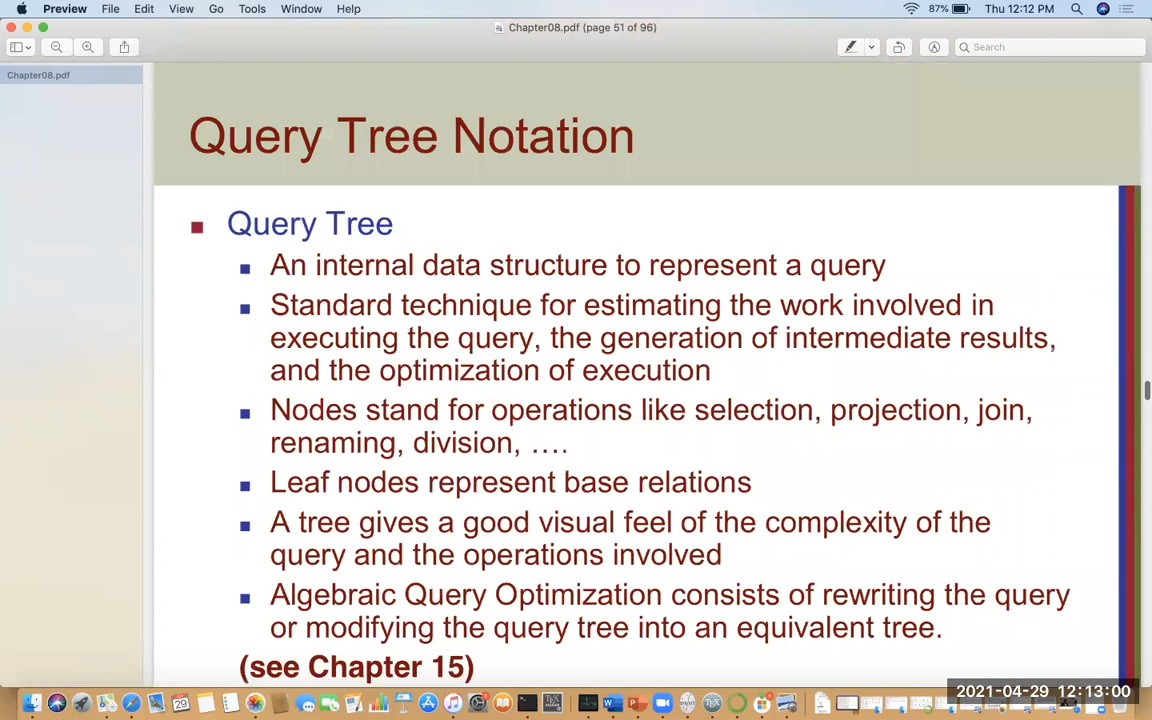 Preview File Edit View Go Tools Window Help 87% Thu 12:12 PM
Chapter08.pdf (page 51 of 96)
Search
Chapter08.pdf
Query Tree Notation
Query Tree
An internal data structure to represent a query
Standard technique for estimating the work involved in
executing the query, the generation of intermediate results,
and the optimization of execution
Nodes stand for operations like selection, projection, join,
renaming, division, ….
Leaf nodes represent base relations
A tree gives a good visual feel of the complexity of the
query and the operations involved
Algebraic Query Optimization consists of rewriting the query
or modifying the query tree into an equivalent tree.
(see Chapter 15)
2021-04-29 12:13:00